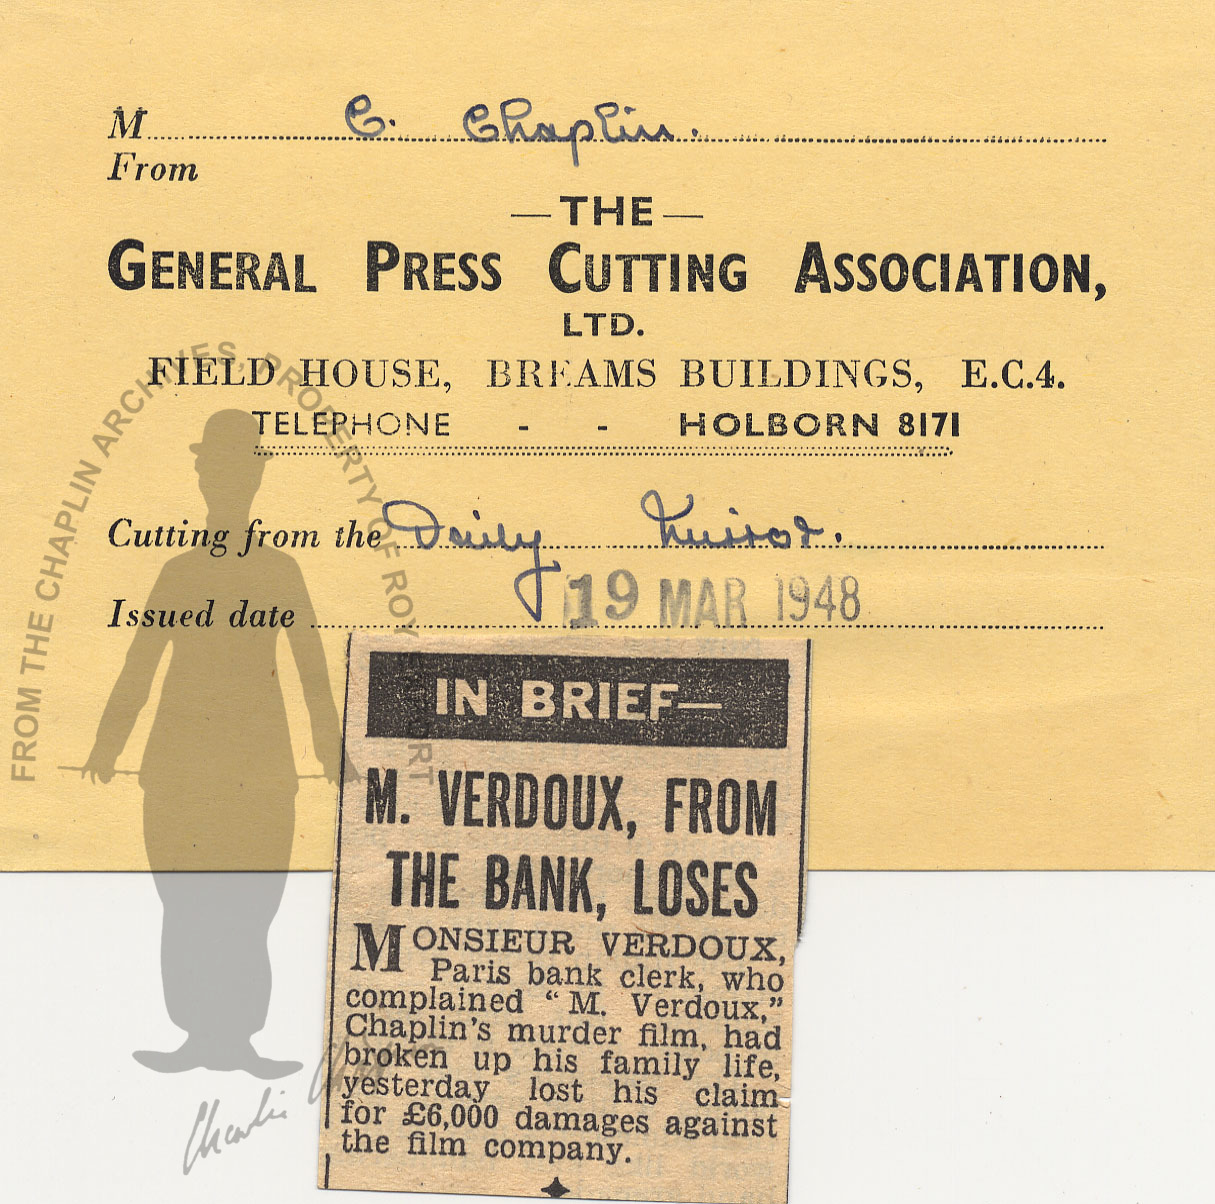 M C. Chaplin.
From
— THE —
GENERAL PRESS CUTTING ASSOCIATION,
LTD.
FIELD HOUSE, BREAMS BUILDINGS, E.C.4.
TELEPHONE - - HOLBORN 8171
Cutting from the Daily Mirror.
Issued date 19 MAR 1948
IN BRIEF—
M. VERDOUX, FROM
THE BANK, LOSES
MONSIEUR VERDOUX,
Paris bank clerk, who
complained “M. Verdoux,”
Chaplin's murder film, had
broken up his family life,
yesterday lost his claim
for £6,000 damages against
the film company.
FROM THE CHAPLIN ARCHIVES, PROPERTY OF ROY EXPORT
Charlie Chaplin